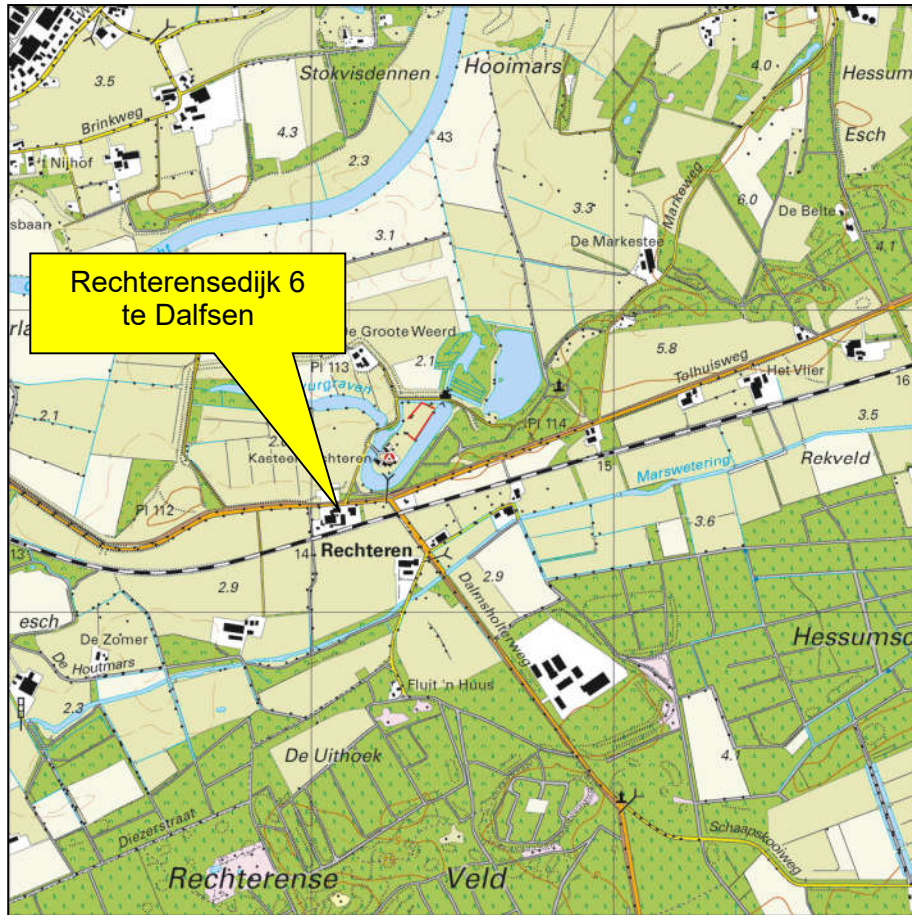 Stokvisdennen
Hooimars
4.0
Hessum
3.5
Brinkweg
4.3
43
Esch
Nijhof
2.3
Markeweg
6.0
sbaan
3.3
De Belte
3.1
De Markestee
4.1
Rechterensedijk 6
te Dalfsen
De Groote Weerd
5.8
Pl 113
2.1
Tolhuisweg
Het Vlier
16
urgraven
2.1
Pl 114
3.5
Kasteel Rechteren
15
Marswetering
Rekveld
Pl 112
3.6
13
14
Rechteren
2.9
2.9
Dalmsholterweg
esch
De Zomer
Hessumsc
De Houtmars
Fluit 'n Huus
2.3
4.1
De Uithoek
Diezerstraat
Schaapskooiweg
Rechterense
Veld